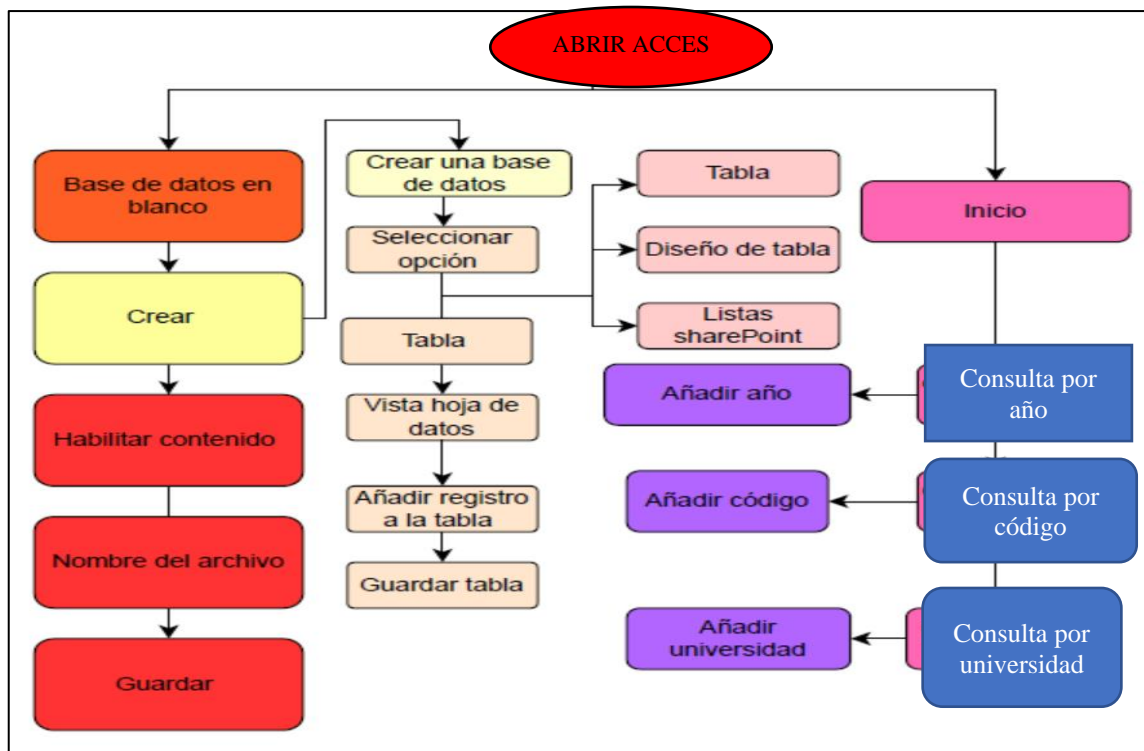 ABRIR ACCES
Base de datos en
blanco
Crear
Habilitar contenido
Nombre del archivo
Guardar
Crear una base
de datos
Seleccionar
opción
Tabla
Vista hoja de
datos
Añadir registro
a la tabla
Guardar tabla
Tabla
Diseño de tabla
Listas
sharePoint
Inicio
Añadir año
Consulta por
año
Añadir código
Consulta por
código
Añadir
universidad
Consulta por
universidad